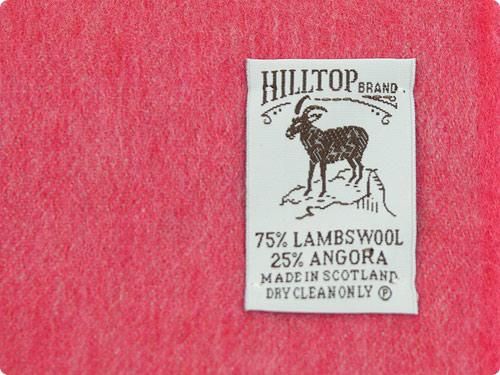 HILLTOP BRAND.
75% LAMBSWOOL
25% ANGORA
MADE IN SCOTLAND
DRY CLEAN ONLY Ⓟ